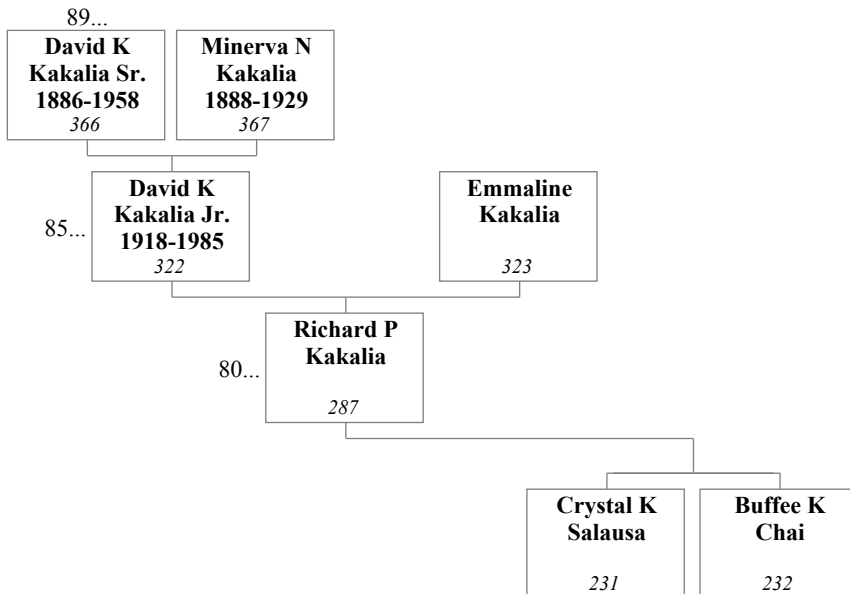 89...
David K
Kakalia Sr.
1886-1958
366
Minerva N
Kakalia
1888-1929
367
85...
David K
Kakalia Jr.
1918-1985
322
Emmaline
Kakalia
323
80...
Richard P
Kakalia
287
Crystal K
Salausa
231
Buffee K
Chai
232